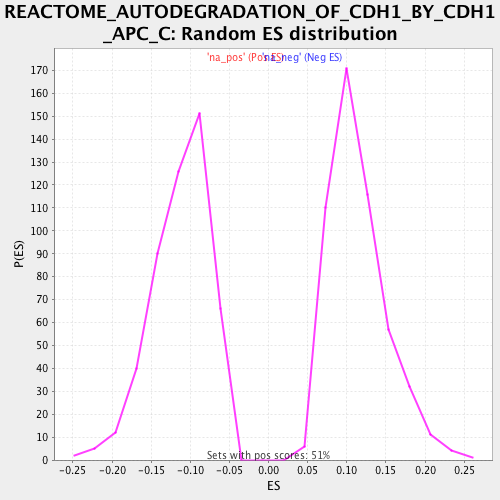 REACTOME_AUTODEGRADATION_OF_CDH1_BY_CDH1
_APC_C: Random ES distribution
'na_pos' (Pos ES) 'na_neg' (Neg ES)
170
160
150
140
130
120
110
100
90
80
70
60
50
40
30
20
10
0
P(ES)
Sets with pos scores: 51%
-0.25 -0.20 -0.15 -0.10 -0.05 0.00 0.05 0.10 0.15 0.20 0.25
ES